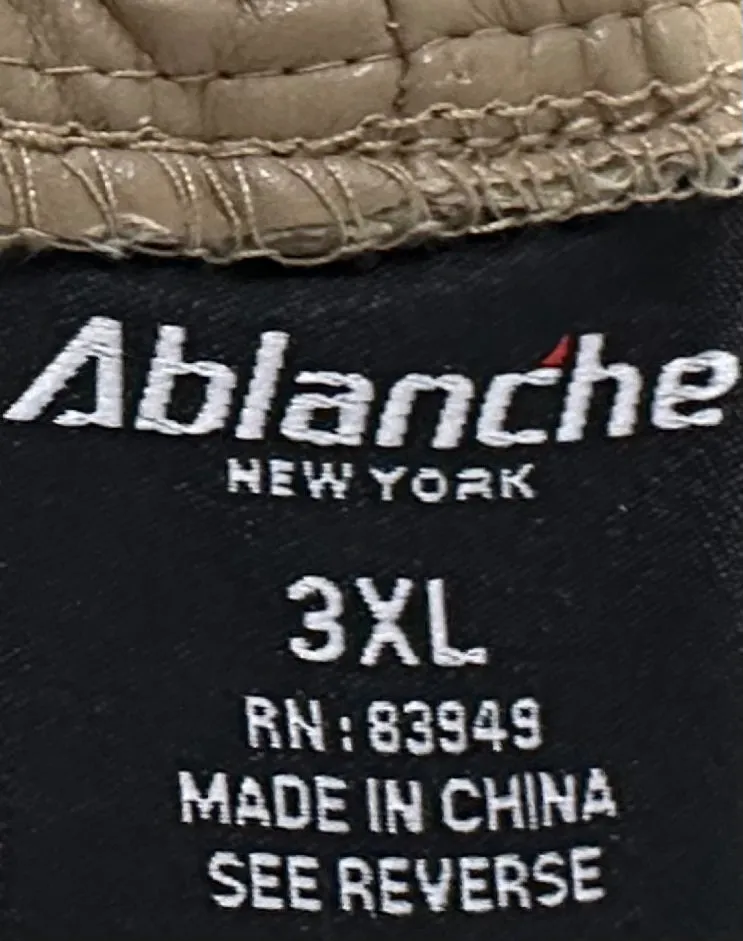 Ablanche
NEW YORK
3XL
RN: 83949
MADE IN CHINA
SEE REVERSE